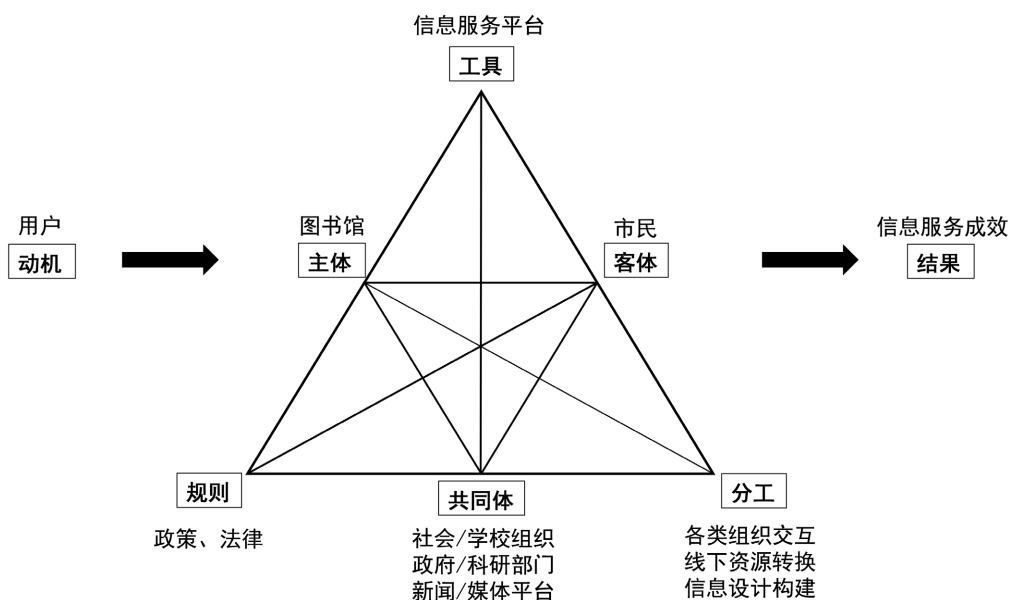 信息服务平台
工具
用户
动机
图书馆
主体
市民
客体
信息服务成效
结果
规则
政策、法律
共同体
社会/学校组织
政府/科研部门
新闻/媒体平台
分工
各类组织交互
线下资源转换
信息设计构建